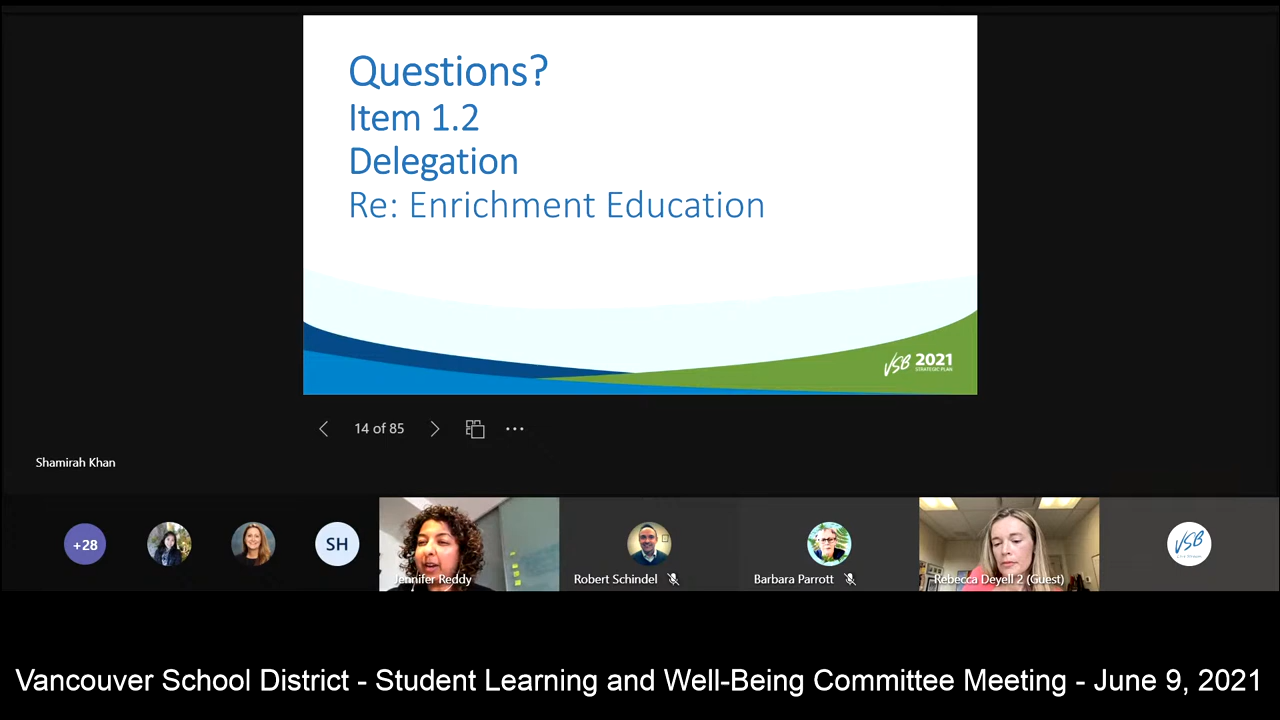 Questions?
Item 1.2
Delegation
Re: Enrichment Education
VSB 2021
STRATEGIC PLAN
14 of 85
Shamirah Khan
+28
SH
Jennifer Reddy
Robert Schindel
Barbara Parrott
Rebecca Deyell 2 (Guest)
VSB
Vancouver School District - Student Learning and Well-Being Committee Meeting - June 9, 2021